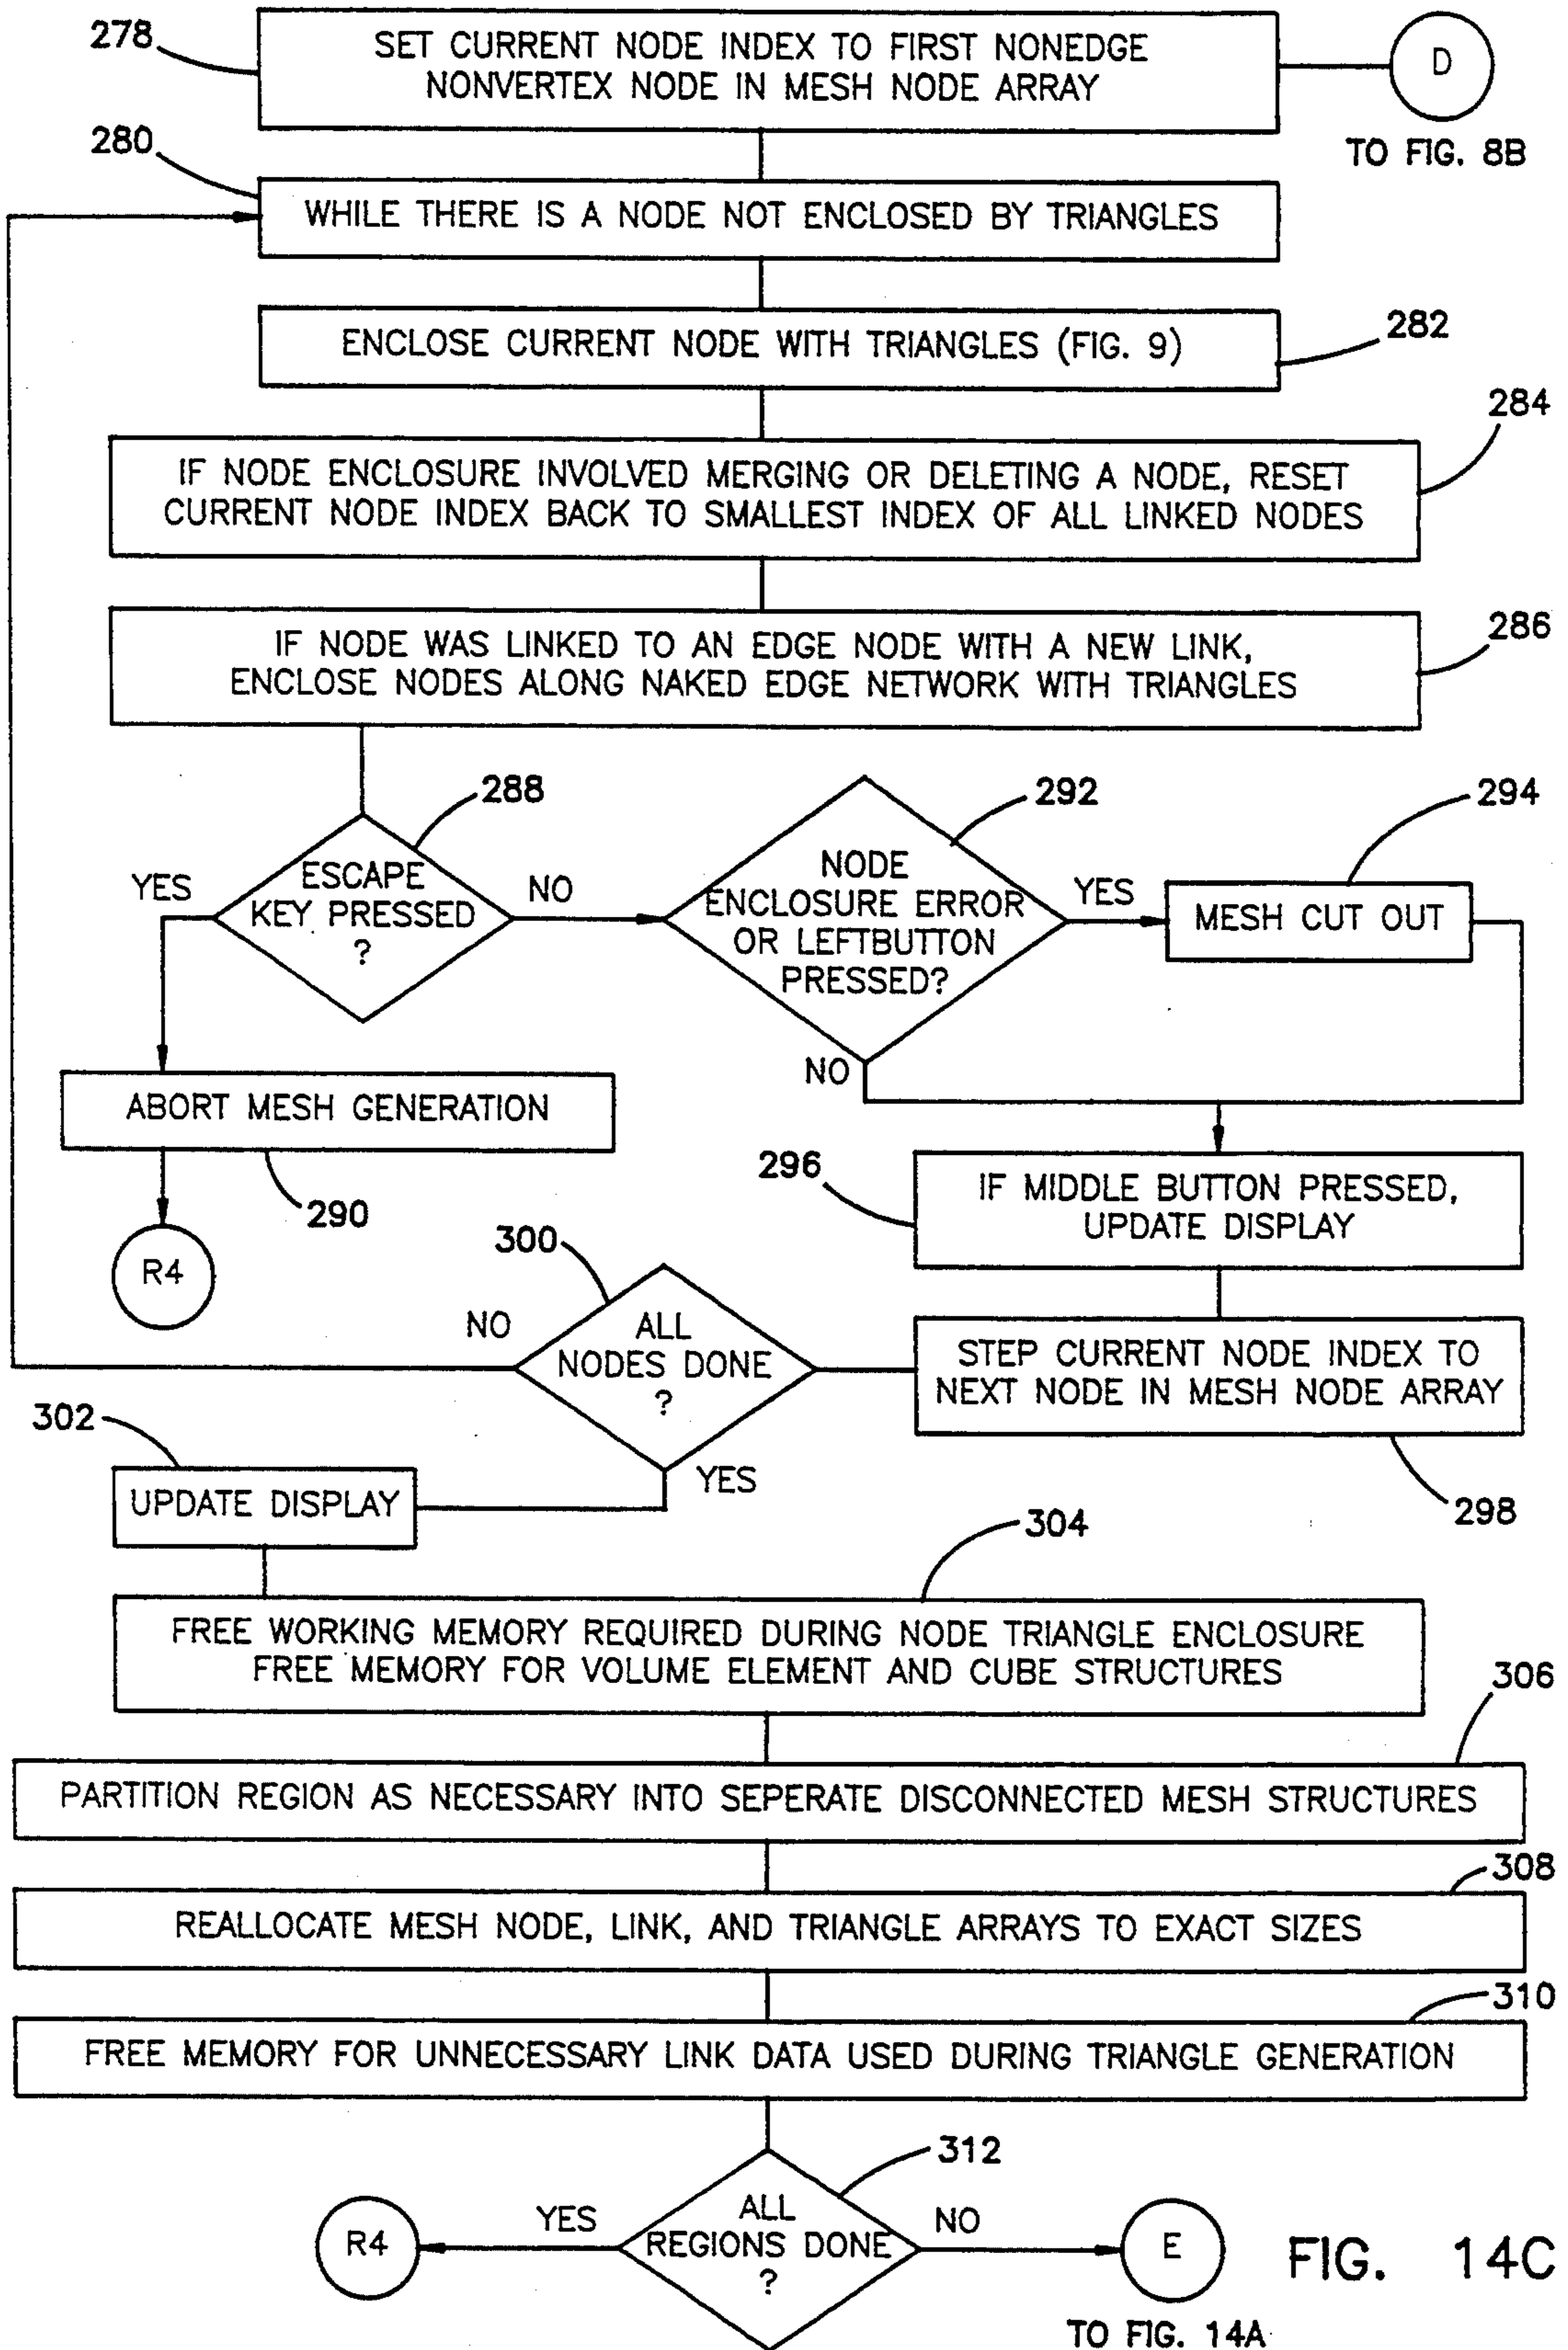 278
SET CURRENT NODE INDEX TO FIRST NONEDGE
NONVERTEX NODE IN MESH NODE ARRAY
D
TO FIG. 8B
280
WHILE THERE IS A NODE NOT ENCLOSED BY TRIANGLES
ENCLOSE CURRENT NODE WITH TRIANGLES (FIG. 9)
282
284
IF NODE ENCLOSURE INVOLVED MERGING OR DELETING A NODE, RESET
CURRENT NODE INDEX BACK TO SMALLEST INDEX OF ALL LINKED NODES
286
IF NODE WAS LINKED TO AN EDGE NODE WITH A NEW LINK,
ENCLOSE NODES ALONG NAKED EDGE NETWORK WITH TRIANGLES
288
ESCAPE
KEY PRESSED
?
YES
NO
292
NODE
ENCLOSURE ERROR
OR LEFTBUTTON
PRESSED?
YES
NO
294
MESH CUT OUT
ABORT MESH GENERATION
290
R4
296
IF MIDDLE BUTTON PRESSED,
UPDATE DISPLAY
STEP CURRENT NODE INDEX TO
NEXT NODE IN MESH NODE ARRAY
298
300
ALL
NODES DONE
?
NO
YES
302
UPDATE DISPLAY
304
FREE WORKING MEMORY REQUIRED DURING NODE TRIANGLE ENCLOSURE
FREE MEMORY FOR VOLUME ELEMENT AND CUBE STRUCTURES
306
PARTITION REGION AS NECESSARY INTO SEPERATE DISCONNECTED MESH STRUCTURES
308
REALLOCATE MESH NODE, LINK, AND TRIANGLE ARRAYS TO EXACT SIZES
310
FREE MEMORY FOR UNNECESSARY LINK DATA USED DURING TRIANGLE GENERATION
312
ALL
REGIONS DONE
?
YES
R4
NO
E
TO FIG. 14A
FIG. 14C